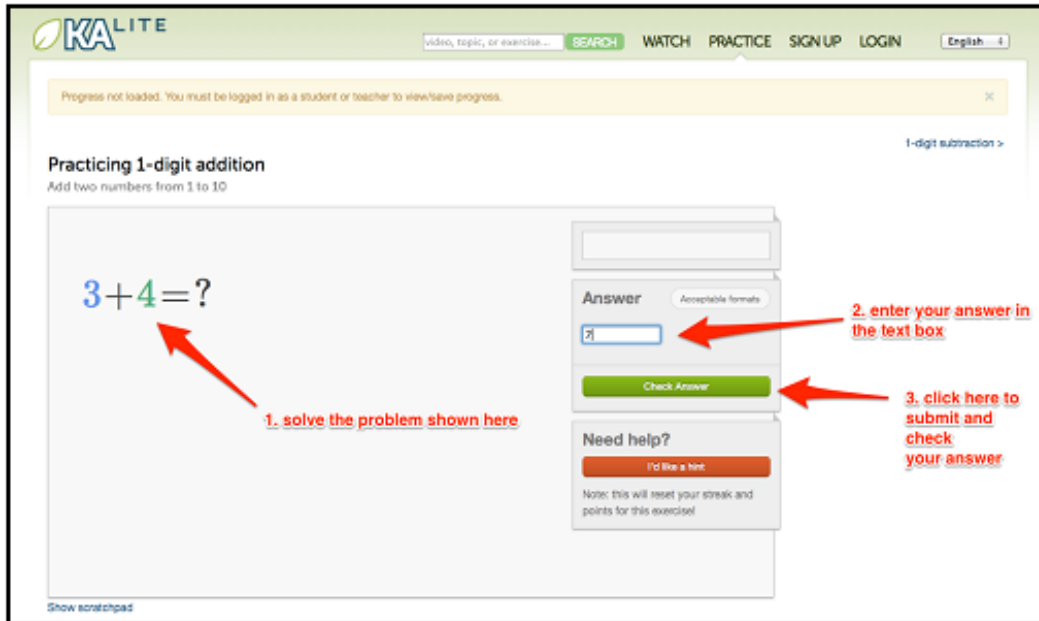 KA LITE
video, topic, or exercise... SEARCH WATCH PRACTICE SIGN UP LOGIN English
Progress not loaded. You must be logged in as a student or teacher to view/save progress. ×
1-digit subtraction >
Practicing 1-digit addition
Add two numbers from 1 to 10
3+4=?
Answer Acceptable formats
7
Check Answer
Need help?
I'd like a hint
Note: this will reset your streak and
points for this exercise!
1. solve the problem shown here
2. enter your answer in
the text box
3. click here to
submit and
check
your answer
Show scratchpad